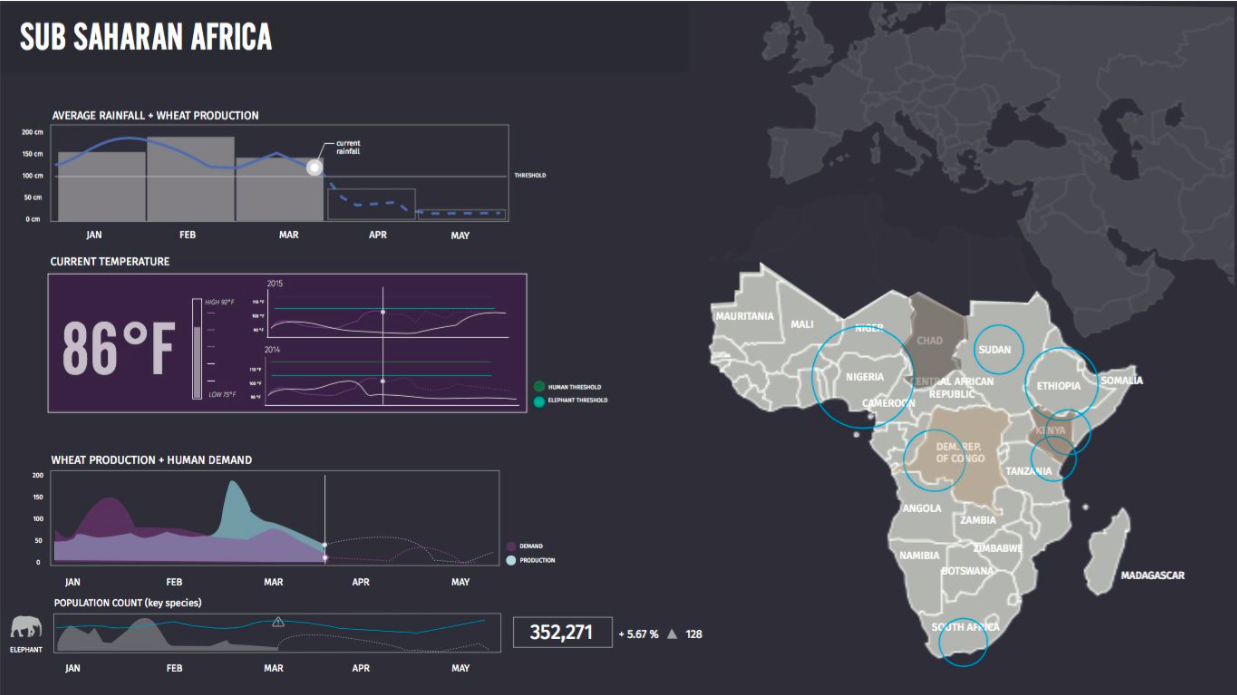 SUB SAHARAN AFRICA
AVERAGE RAINFALL + WHEAT PRODUCTION
200 cm
150 cm
100 cm
50 cm
0 cm
current
rainfall
THRESHOLD
JAN
FEB
MAR
APR
MAY
CURRENT TEMPERATURE
86°F
HIGH 90°F
LOW 75°F
2015
2014
HUMAN THRESHOLD
ELEPHANT THRESHOLD
WHEAT PRODUCTION + HUMAN DEMAND
200
150
100
50
0
DEMAND
PRODUCTION
JAN
FEB
MAR
APR
MAY
POPULATION COUNT (key species)
ELEPHANT
352,271
+ 5.67 %
128
JAN
FEB
MAR
APR
MAY
MAURITANIA
MALI
NIGER
CHAD
SUDAN
NIGERIA
CENTRAL AFRICAN
REPUBLIC
ETHIOPIA
SOMALIA
CAMEROON
KENYA
DEM. REP.
OF CONGO
TANZANIA
ANGOLA
ZAMBIA
ZIMBABWE
NAMIBIA
BOTSWANA
MADAGASCAR
SOUTH AFRICA